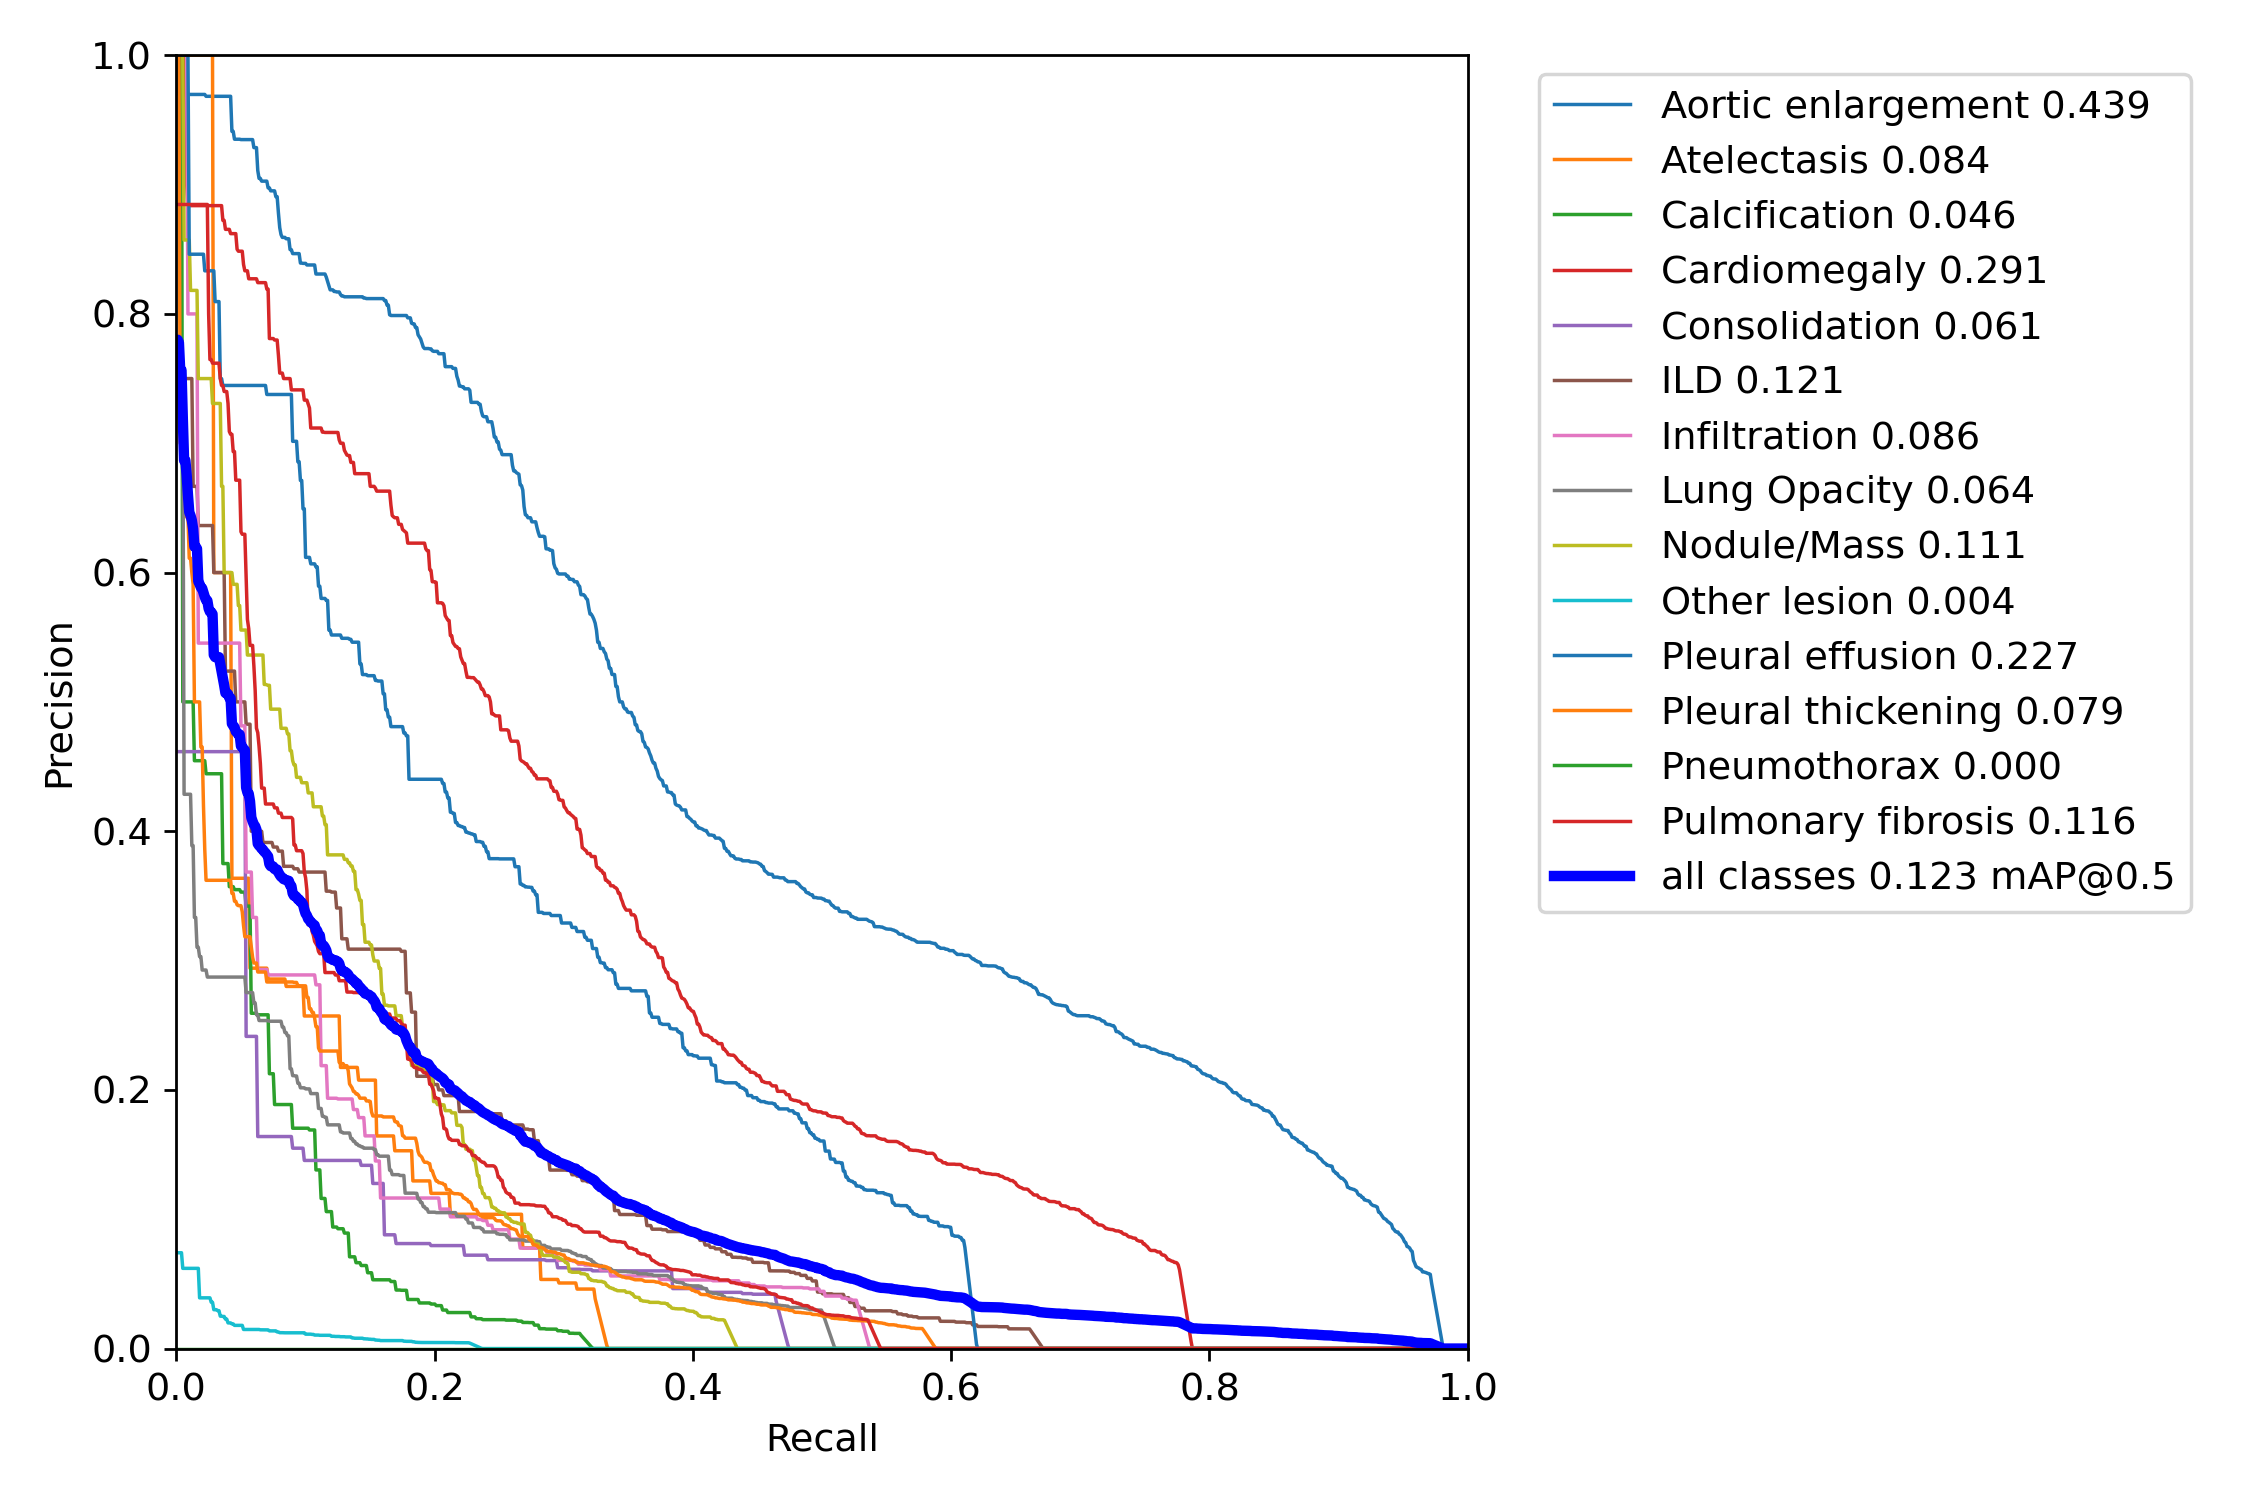 1.0
0.8
0.6
0.4
0.2
0.0
Precision
0.0 0.2 0.4 0.6 0.8 1.0
Recall
Aortic enlargement 0.439
Atelectasis 0.084
Calcification 0.046
Cardiomegaly 0.291
Consolidation 0.061
ILD 0.121
Infiltration 0.086
Lung Opacity 0.064
Nodule/Mass 0.111
Other lesion 0.004
Pleural effusion 0.227
Pleural thickening 0.079
Pneumothorax 0.000
Pulmonary fibrosis 0.116
all classes 0.123 mAP@0.5